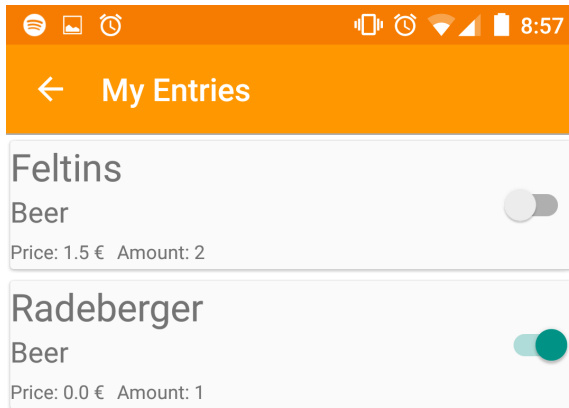 8:57
My Entries
Feltins
Beer
Price: 1.5 € Amount: 2
Radeberger
Beer
Price: 0.0 € Amount: 1